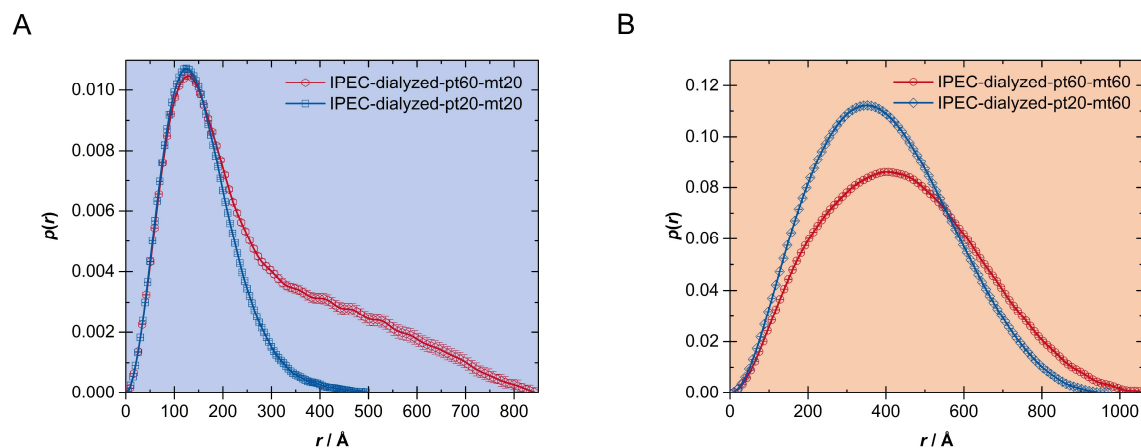 A
B
IPEC-dialyzed-pt60-mt20
IPEC-dialyzed-pt20-mt20
0.010
0.008
0.006
0.004
0.002
0.000
p(r)
0 100 200 300 400 500 600 700 800
r / Å
IPEC-dialyzed-pt60-mt60
IPEC-dialyzed-pt20-mt60
0.12
0.10
0.08
0.06
0.04
0.02
0.00
p(r)
0 200 400 600 800 1000
r / Å